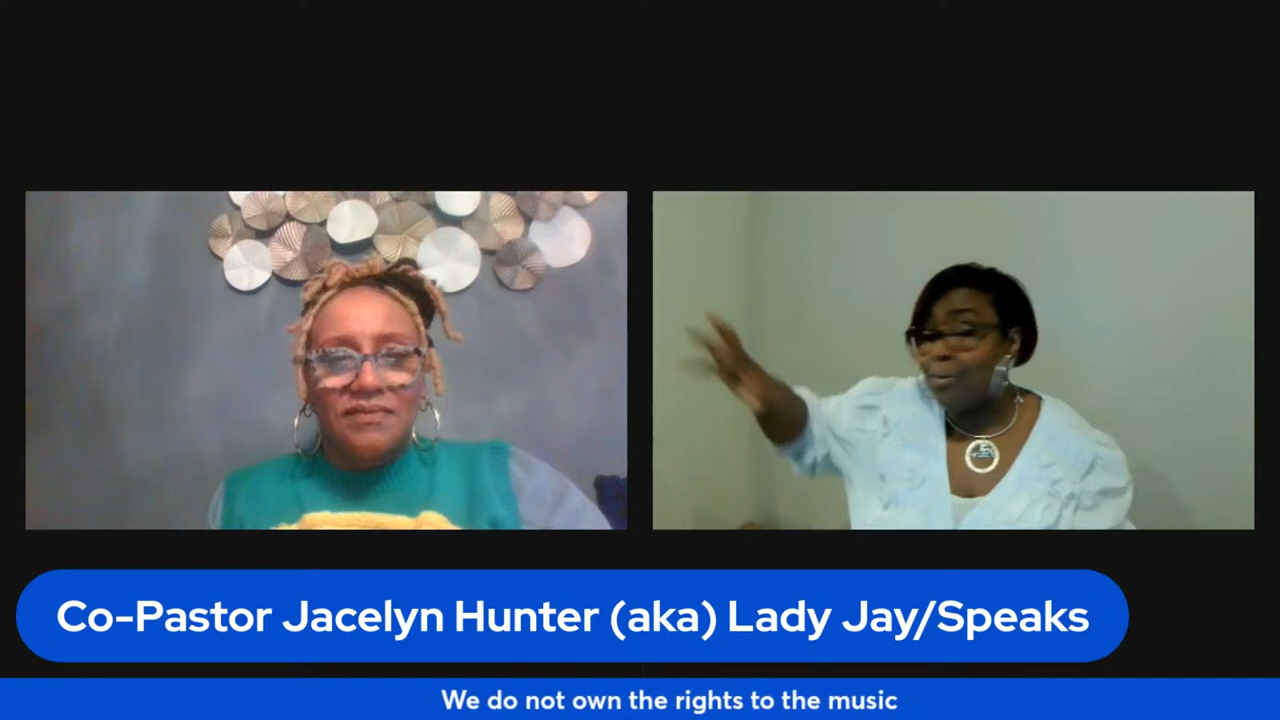 Co-Pastor Jacelyn Hunter (aka) Lady Jay/Speaks
We do not own the rights to the music